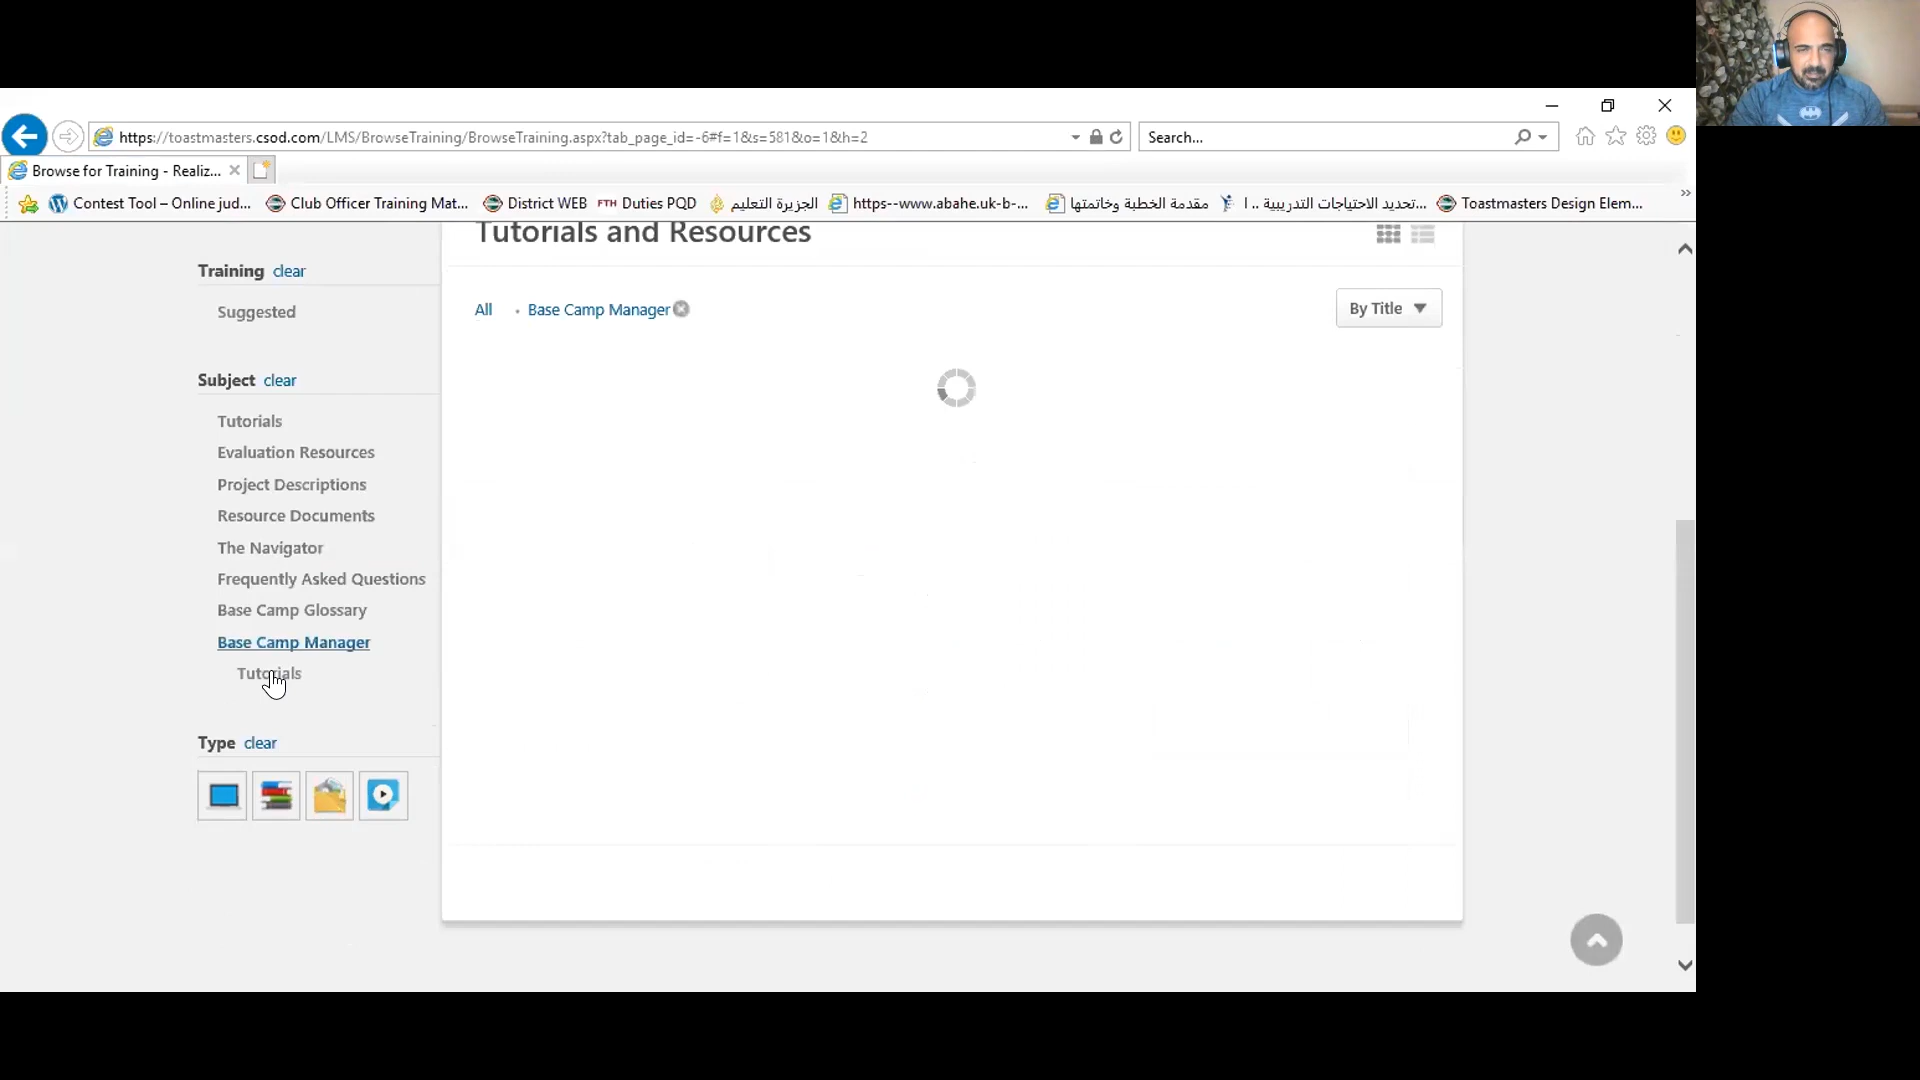 https://toastmasters.csod.com/LMS/BrowseTraining/BrowseTraining.aspx?tab_page_id=-6#f=1&s=581&o=1&h=2
Search...
Browse for Training - Realiz...
Contest Tool – Online jud...
Club Officer Training Mat...
District WEB
FTH Duties PQD
الجزيرة التعليم
https--www.abahe.uk-b-...
مقدمة الخطبة وخاتمتها
تحديد الاحتياجات التدريبية .. ا...
Toastmasters Design Elem...
Tutorials and Resources
Training clear
Suggested
All
Base Camp Manager
By Title
Subject clear
Tutorials
Evaluation Resources
Project Descriptions
Resource Documents
The Navigator
Frequently Asked Questions
Base Camp Glossary
Base Camp Manager
Tutorials
Type clear